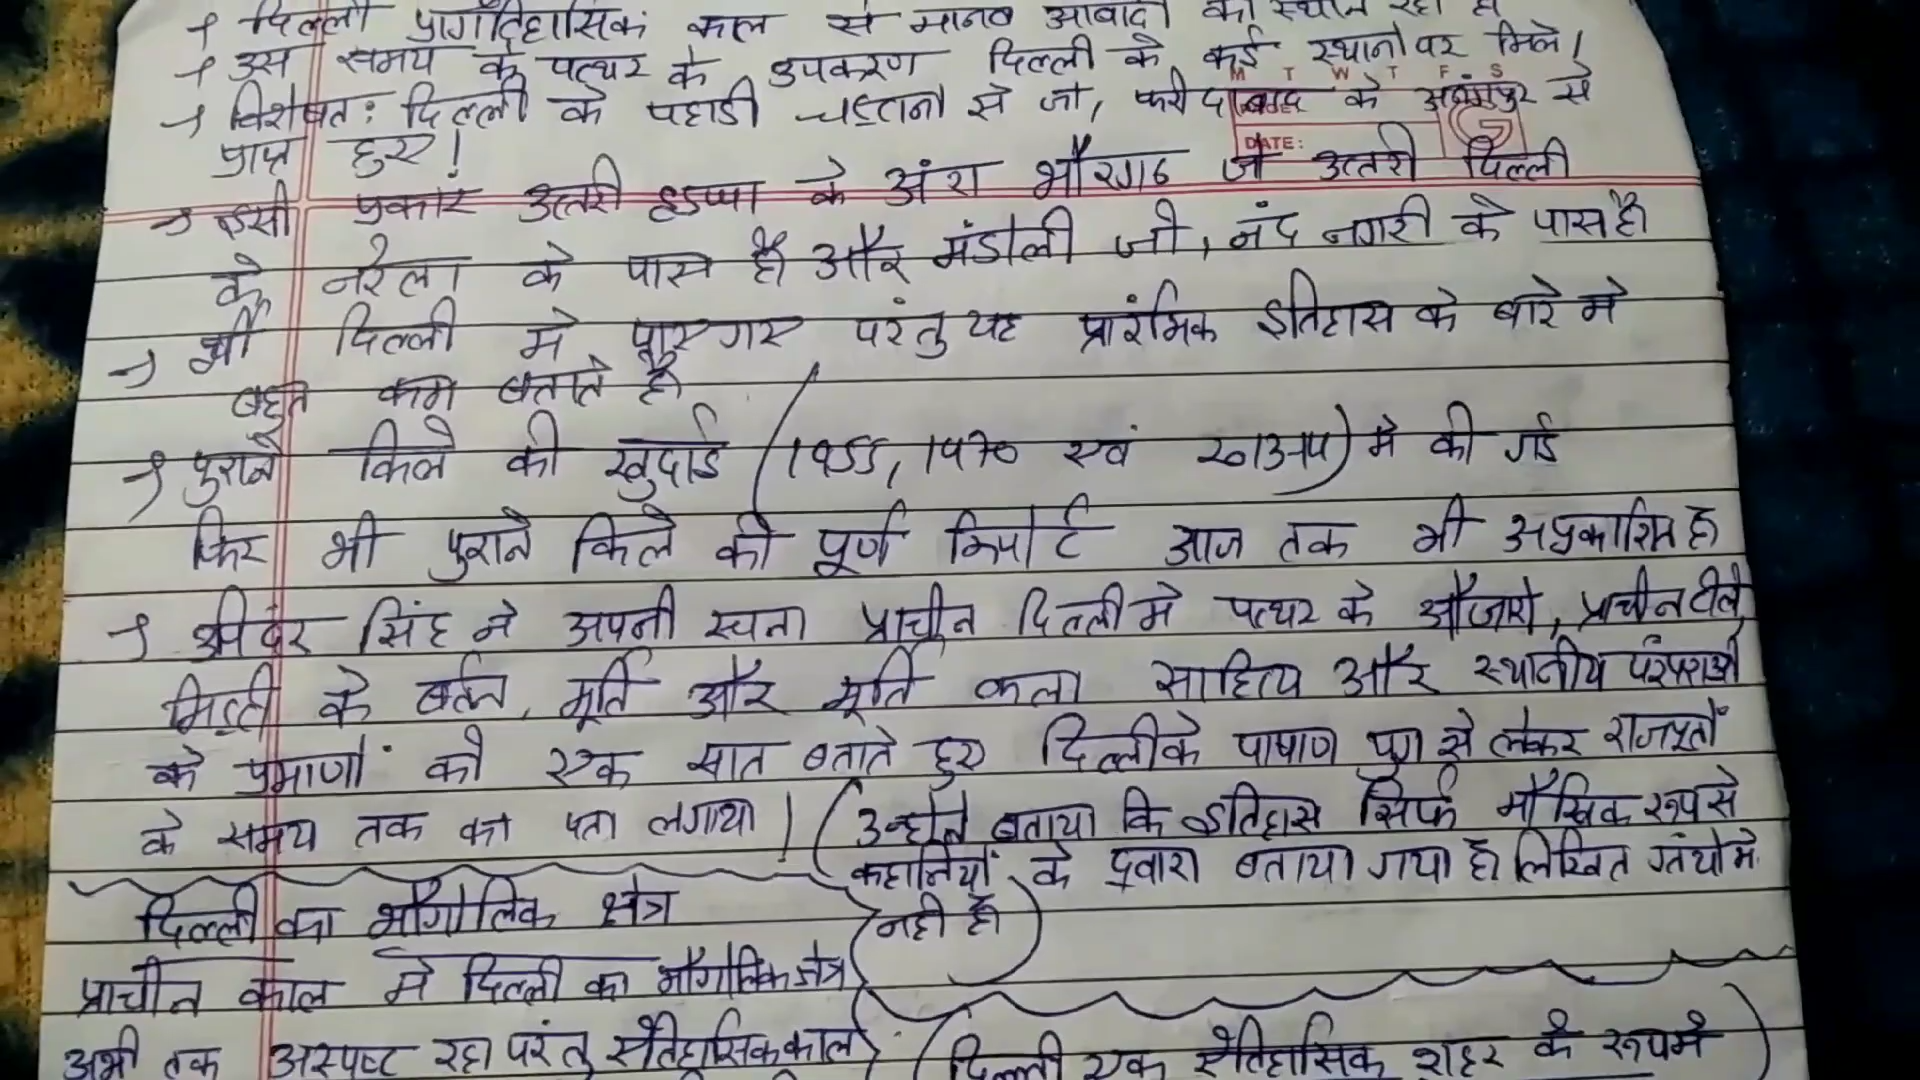 → दिल्ली प्रागैतिहासिक काल से मानव आबादी का स्थान रहा है
→ उस समय के पत्थर के उपकरण दिल्ली के कई स्थानो पर मिले।
M T W T F S
→ विशेषत: दिल्ली के पहाडी चट्टानो से जो, फरीदाबाद के अनंगपुर से
DATE:
प्राप्त हुए!
→ इसी प्रकार उत्तरी हडप्पा के अंश भौरगढ जो उत्तरी दिल्ली
के नरेला के पास है और मंडोली जो, नंद नगरी के पास है
→ भी दिल्ली मे पाए गए परंतु यह प्रारंभिक इतिहास के बारे मे
बहुत कम बताते है
→ पुराने किले की खुदाई (1955, 1970 एवं 2013-14) मे की गई
फिर भी पुराने किले की पूर्ण रिपोर्ट आज तक भी अप्रकाशित है
→ सिंह ने अपनी रचना प्राचीन दिल्ली मे पत्थर के औजारो, प्राचीन टीले,
मिट्टी के बर्तन, मूर्ति और मूर्ति कला साहित्य और स्थानीय परंपराओ
के प्रमाणों को एक सात बताते हुए दिल्ली के पाषाण युग से लेकर राजपूतों
के समय तक का पता लगाया। (उन्होने बताया कि इतिहास सिर्फ मौखिक रूप से
कहानियों के द्वारा बताया गया है। लिखित ग्रंथो मे
नही है)
दिल्ली का भौगोलिक क्षेत्र
प्राचीन काल मे दिल्ली का भौगोलिक क्षेत्र
अभी तक अस्पष्ट रहा परंतु ऐतिहासिक काल
(दिल्ली एक ऐतिहासिक शहर के रूपमे)